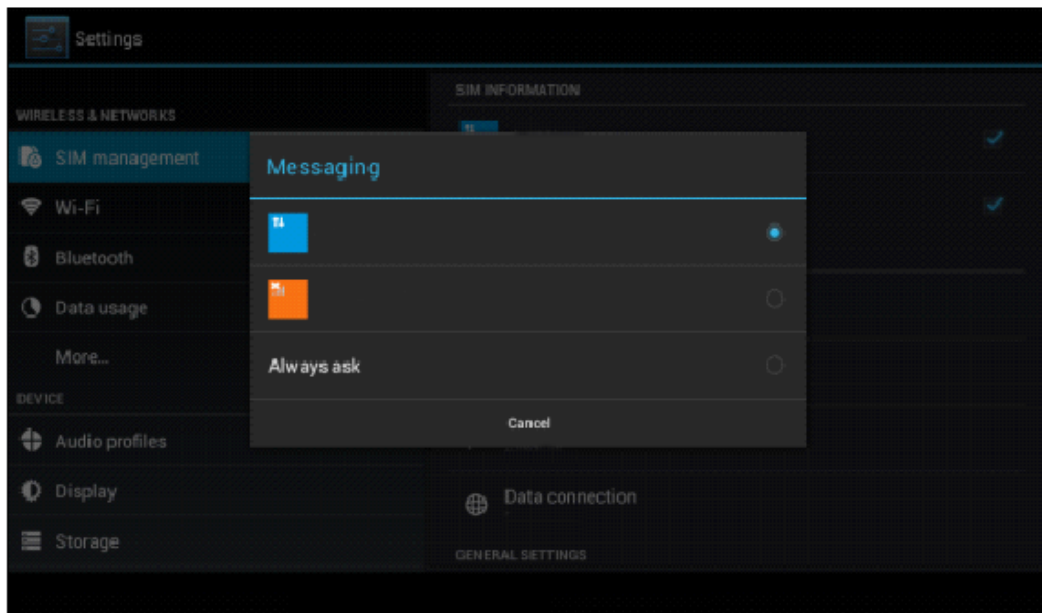 Settings
SIM INFORMATION
WIRELESS & NETWORKS
SIM management
Wi-Fi
Bluetooth
Data usage
More...
DEVICE
Audio profiles
Display
Storage
Messaging
Always ask
Cancel
Data connection
GENERAL SETTINGS